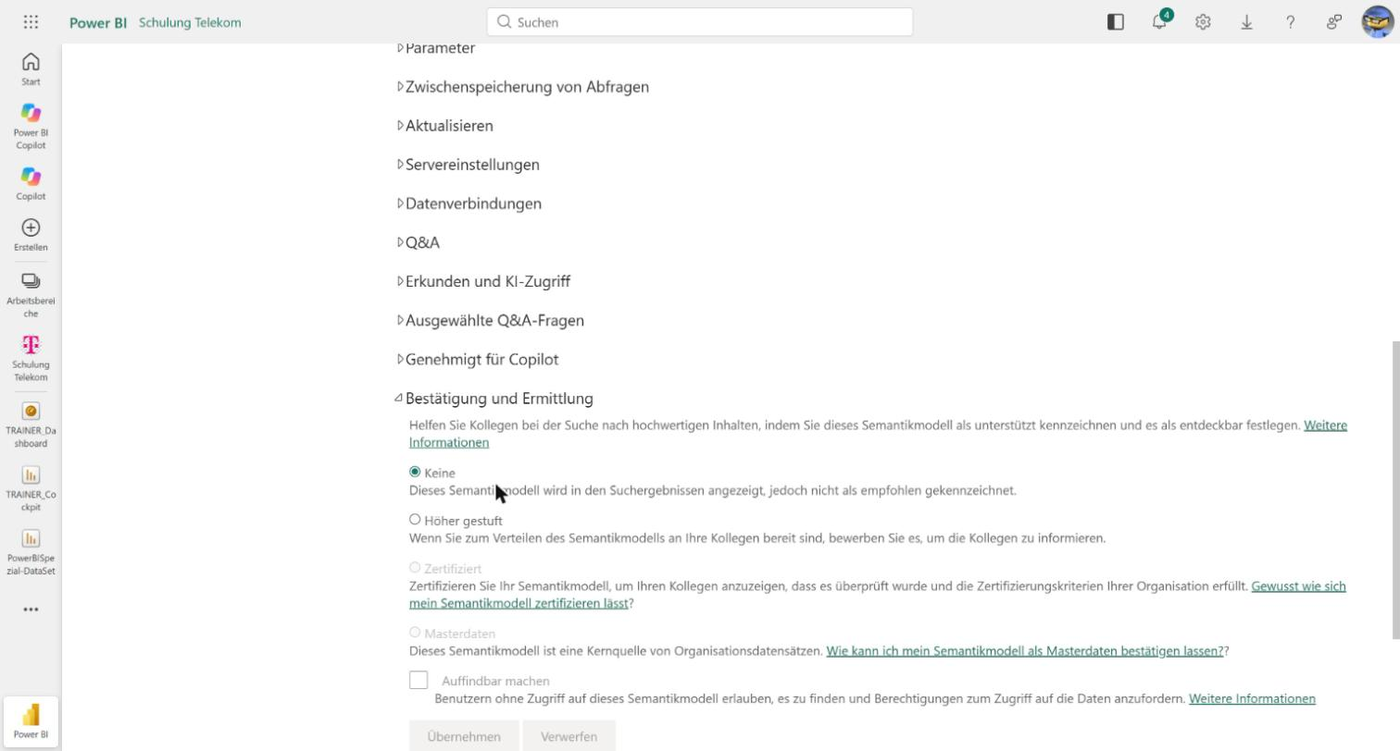 Power BI Schulung Telekom
Suchen
4
Start
Power BI
Copilot
Copilot
Erstellen
Arbeitsberei
che
Schulung
Telekom
TRAINER_Da
shboard
TRAINER_Co
ckpit
PowerBISpe
zial-DataSet
Power BI
Parameter
Zwischenspeicherung von Abfragen
Aktualisieren
Servereinstellungen
Datenverbindungen
Q&A
Erkunden und KI-Zugriff
Ausgewählte Q&A-Fragen
Genehmigt für Copilot
Bestätigung und Ermittlung
Helfen Sie Kollegen bei der Suche nach hochwertigen Inhalten, indem Sie dieses Semantikmodell als unterstützt kennzeichnen und es als entdeckbar festlegen. Weitere
Informationen
Keine
Dieses Semantikmodell wird in den Suchergebnissen angezeigt, jedoch nicht als empfohlen gekennzeichnet.
Höher gestuft
Wenn Sie zum Verteilen des Semantikmodells an Ihre Kollegen bereit sind, bewerben Sie es, um die Kollegen zu informieren.
Zertifiziert
Zertifizieren Sie Ihr Semantikmodell, um Ihren Kollegen anzuzeigen, dass es überprüft wurde und die Zertifizierungskriterien Ihrer Organisation erfüllt. Gewusst wie sich
mein Semantikmodell zertifizieren lässt?
Masterdaten
Dieses Semantikmodell ist eine Kernquelle von Organisationsdatensätzen. Wie kann ich mein Semantikmodell als Masterdaten bestätigen lassen??
Auffindbar machen
Benutzern ohne Zugriff auf dieses Semantikmodell erlauben, es zu finden und Berechtigungen zum Zugriff auf die Daten anzufordern. Weitere Informationen
Übernehmen Verwerfen